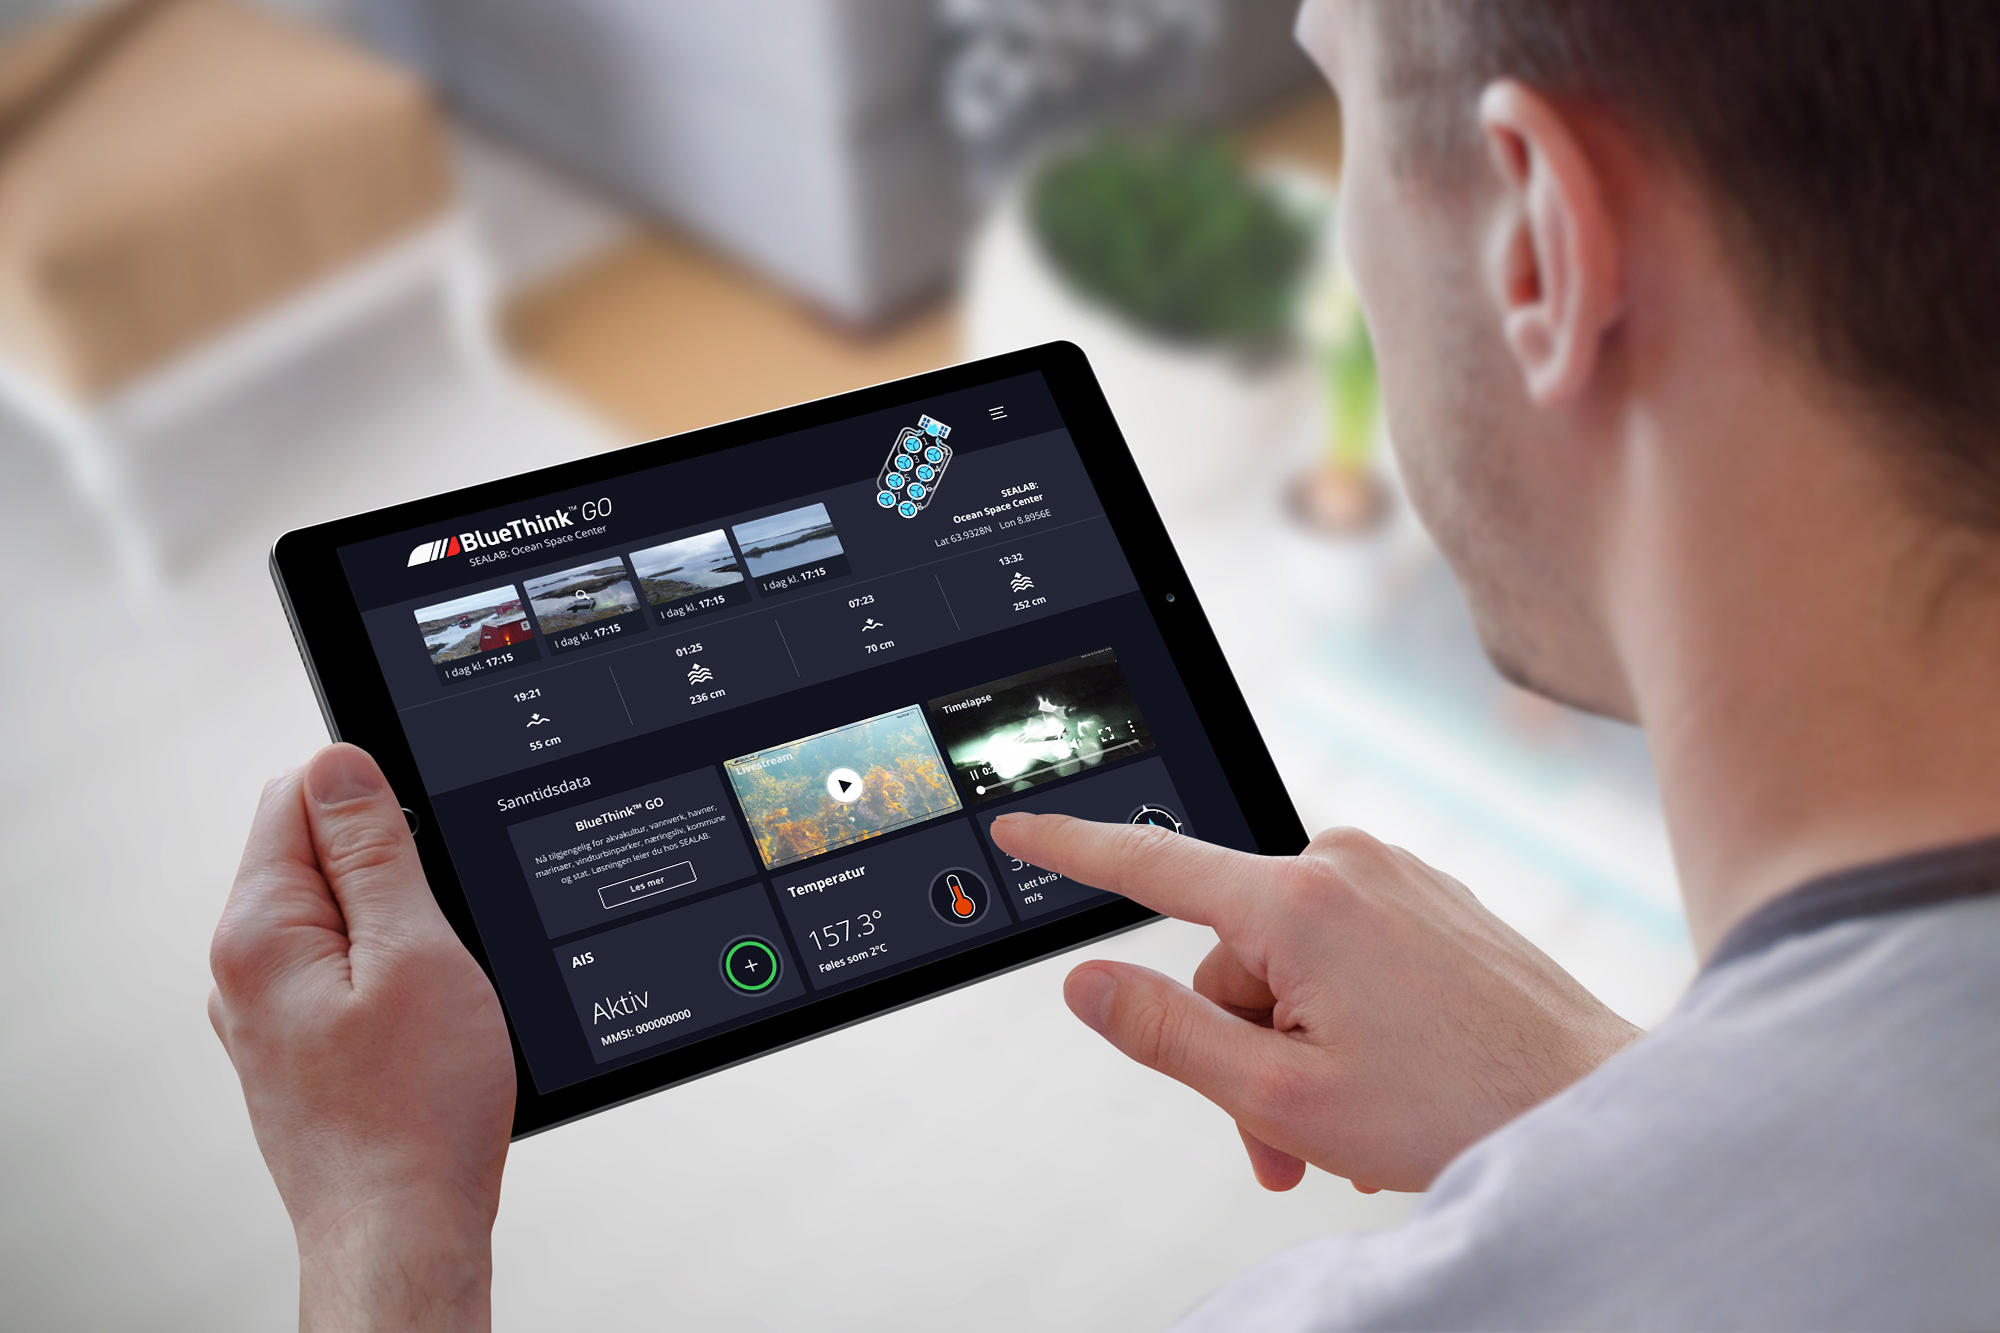 BlueThink™ GO
SEALAB: Ocean Space Center
SEALAB:
Ocean Space Center
Lat 63.9328N Lon 8.8956E
I dag kl. 17:15
I dag kl. 17:15
I dag kl. 17:15
I dag kl. 17:15
19:21
55 cm
01:25
236 cm
07:23
70 cm
13:32
252 cm
Sanntidsdata
BlueThink™ GO
Nå tilgjengelig for akvakultur, vannverk, havner,
marinaer, vindturbinparker, næringsliv, kommune
og stat. Løsningen leier du hos SEALAB.
Les mer
Livestream
Timelapse
AIS
Aktiv
MMSI: 000000000
Temperatur
157.3°
Føles som 2°C
Lett bris
m/s